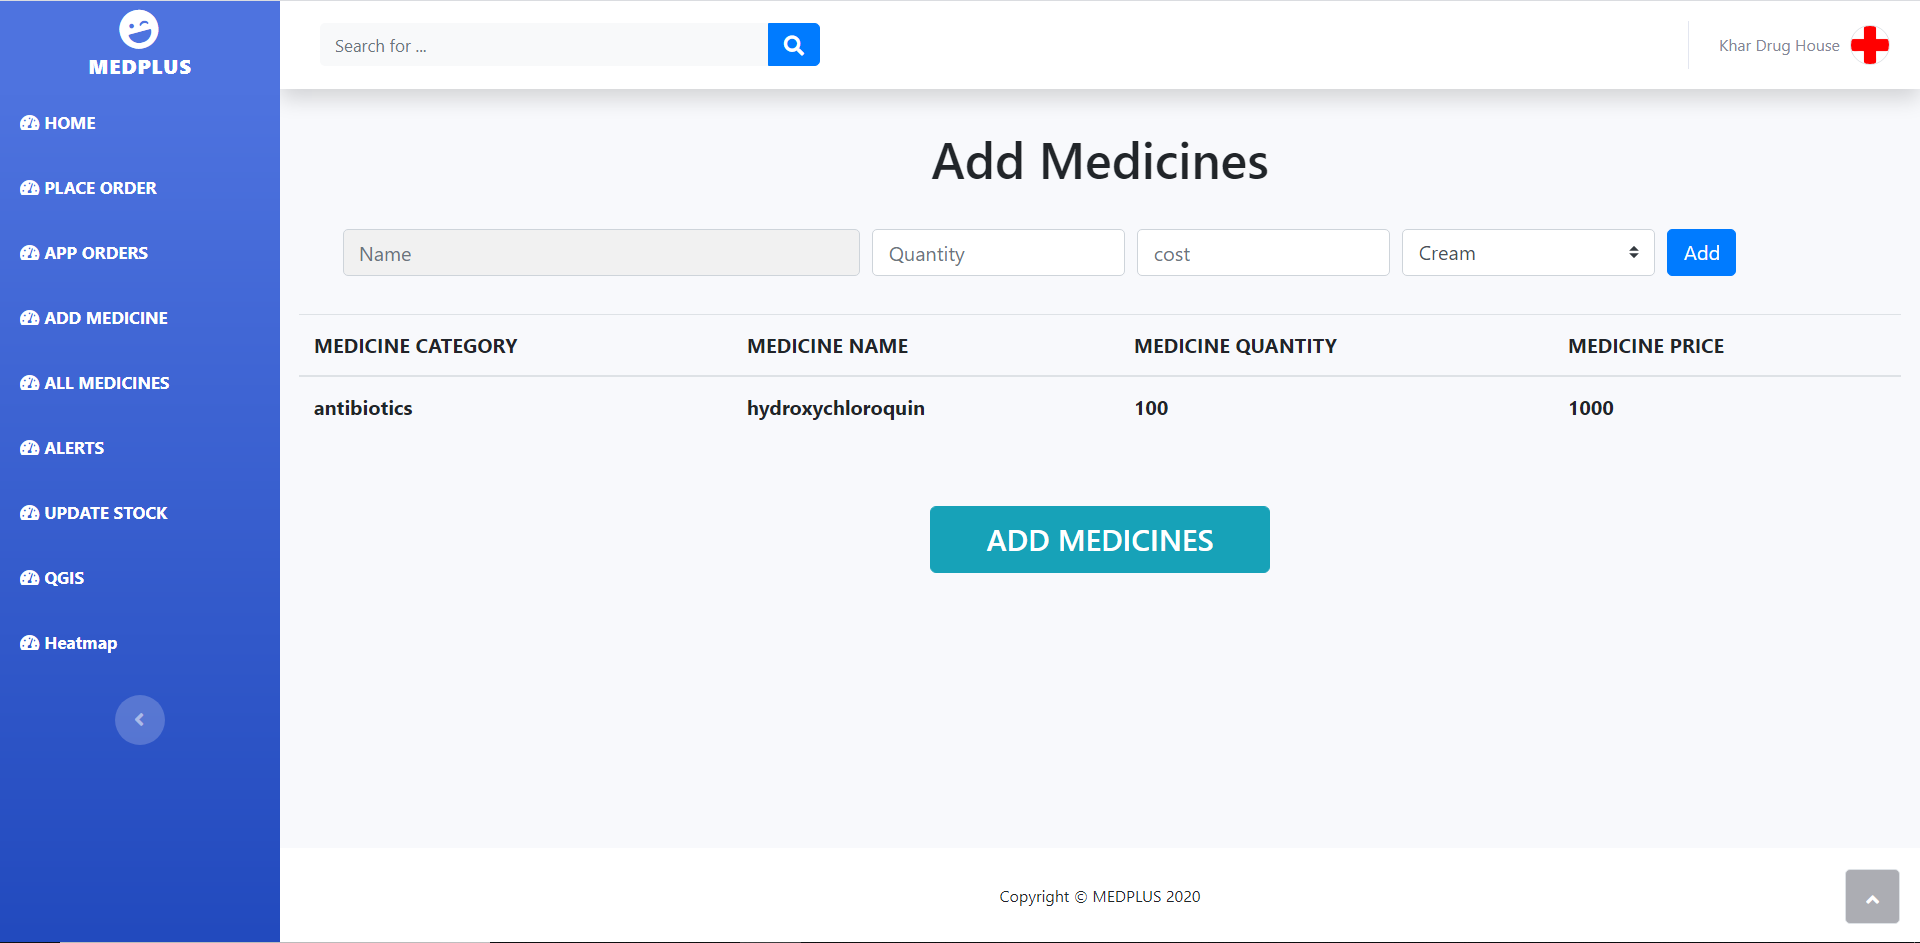 MEDPLUS
HOME
PLACE ORDER
APP ORDERS
ADD MEDICINE
ALL MEDICINES
ALERTS
UPDATE STOCK
QGIS
Heatmap
Search for ...
Khar Drug House
Add Medicines
Name Quantity cost Cream Add
MEDICINE CATEGORY MEDICINE NAME MEDICINE QUANTITY MEDICINE PRICE
antibiotics hydroxychloroquin 100 1000
ADD MEDICINES
Copyright © MEDPLUS 2020